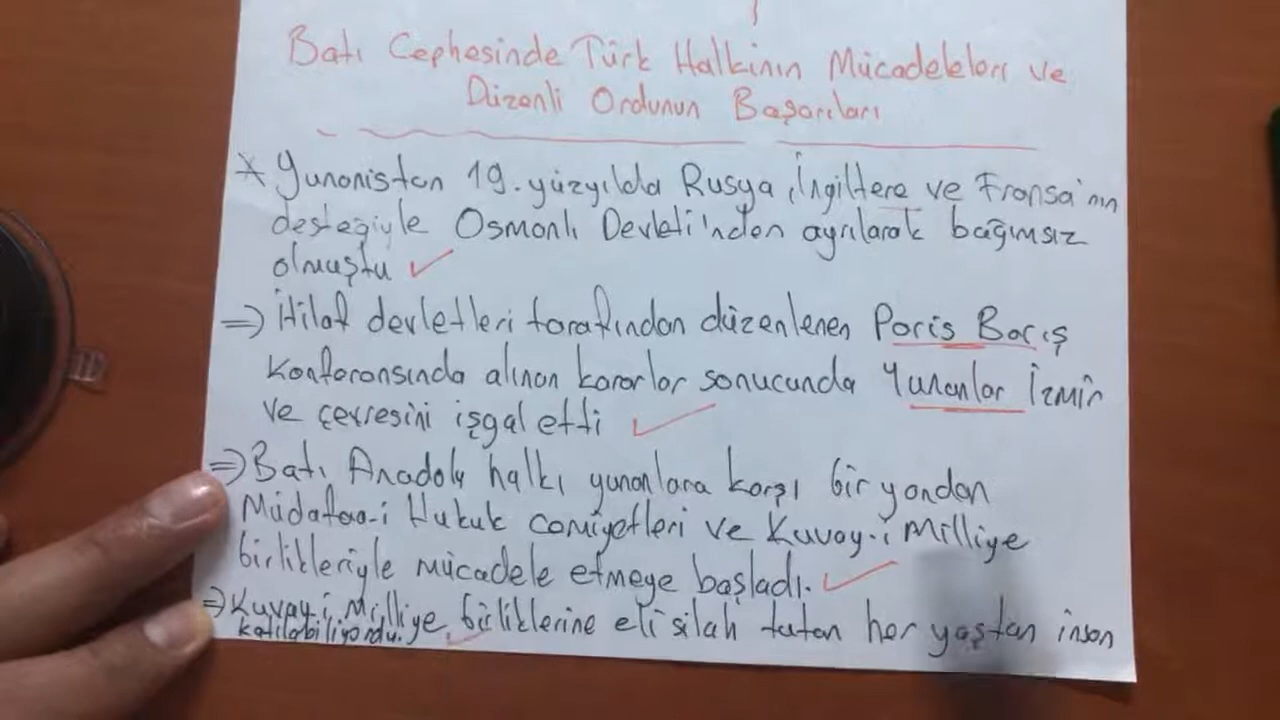 Batı Cephesinde Türk Halkinın Mücadeleleri ve
Düzenli Ordunun Başarıları
* Yunanistan 19. yüzyılda Rusya, İngiltere ve Fransa'nın
desteğiyle Osmanlı Devleti'nden ayrılarak bağımsız
olmuştu ✓
⇒ İtilaf devletleri tarafından düzenlenen Paris Barış
Konferansında alınan kararlar sonucunda Yunanlar İzmir
ve çevresini işgal etti ✓
⇒ Batı Anadolu halkı yunanlara karşı bir yandan
Müdafaa-i Hukuk cemiyetleri ve Kuvay-i Milliye
birlikleriyle mücadele etmeye başladı. ✓
⇒ Kuvay-i Milliye birliklerine eli silah tutan her yaştan insan
katilabiliyordu. ✓